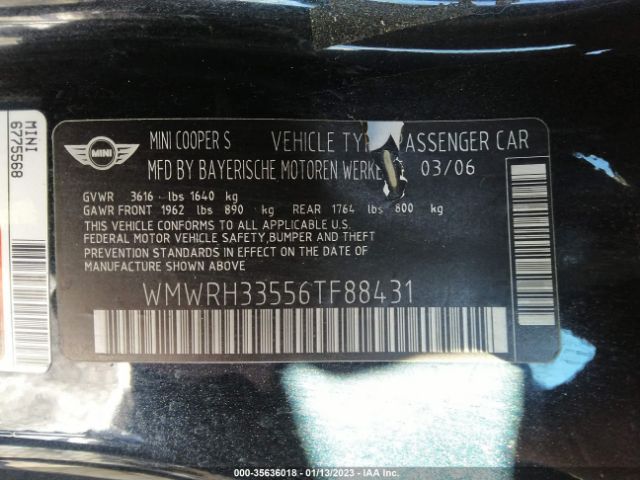 MINI
6775568
MINI
MINI COOPER S VEHICLE TYPE PASSENGER CAR
MFD BY BAYERISCHE MOTOREN WERKE 03/06
GVWR 3616 lbs 1640 kg
GAWR FRONT 1962 lbs 890 kg REAR 1764 lbs 800 kg
THIS VEHICLE CONFORMS TO ALL APPLICABLE U.S.
FEDERAL MOTOR VEHICLE SAFETY,BUMPER AND THEFT
PREVENTION STANDARDS IN EFFECT ON THE DATE OF
MANUFACTURE SHOWN ABOVE
WMWRH33556TF88431
000-35636018 - 01/13/2023 - IAA Inc.